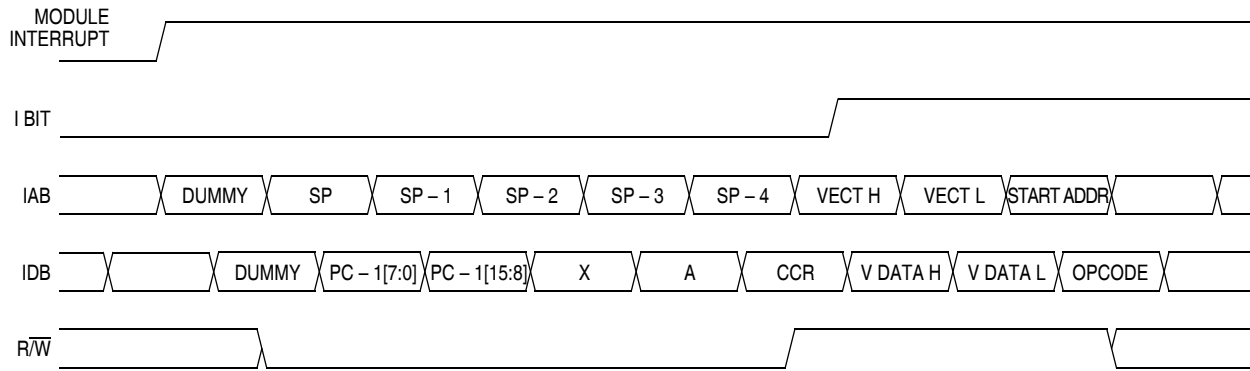 MODULE
INTERRUPT
I BIT
IAB DUMMY SP SP – 1 SP – 2 SP – 3 SP – 4 VECT H VECT L START ADDR
IDB DUMMY PC – 1[7:0] PC – 1[15:8] X A CCR V DATA H V DATA L OPCODE
R/W̅